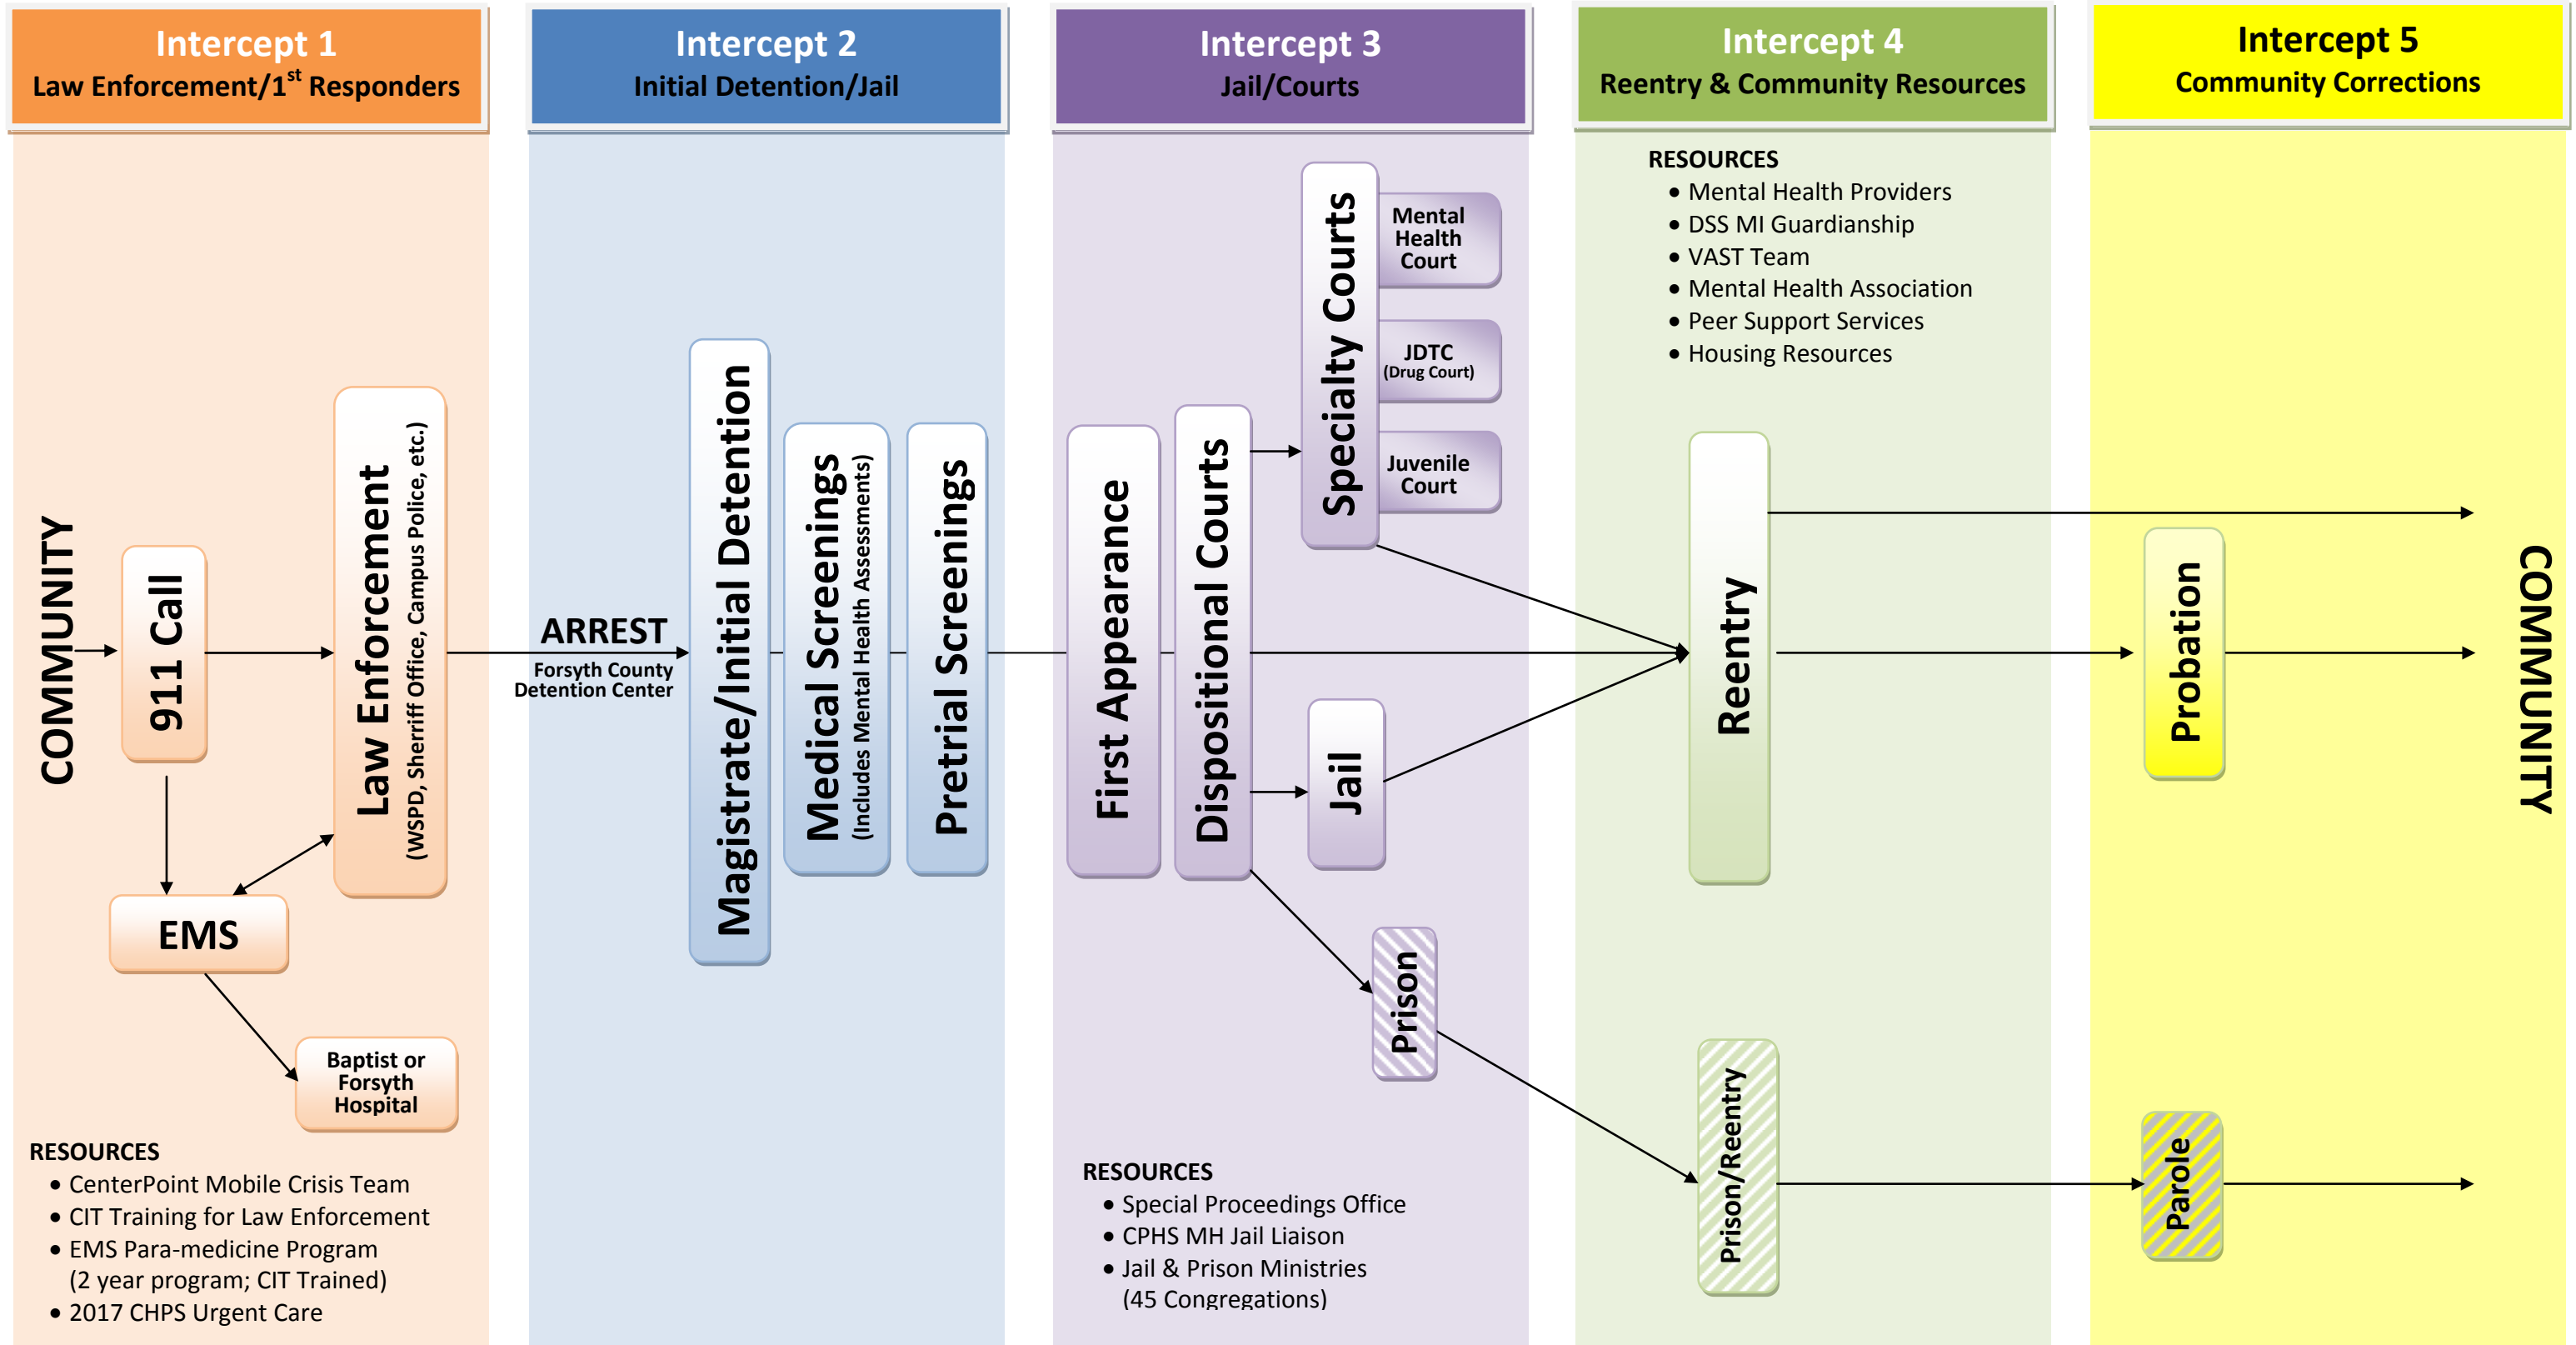 Intercept 1
Law Enforcement/1st Responders
Intercept 2
Initial Detention/Jail
Intercept 3
Jail/Courts
Intercept 4
Reentry & Community Resources
Intercept 5
Community Corrections
COMMUNITY
911 Call
Law Enforcement
(WSPD, Sherriff Office, Campus Police, etc.)
EMS
Baptist or
Forsyth
Hospital
RESOURCES
• CenterPoint Mobile Crisis Team
• CIT Training for Law Enforcement
• EMS Para-medicine Program
(2 year program; CIT Trained)
• 2017 CHPS Urgent Care
ARREST
Forsyth County
Detention Center
Magistrate/Initial Detention
Medical Screenings
(Includes Mental Health Assessments)
Pretrial Screenings
First Appearance
Dispositional Courts
Specialty Courts
Mental
Health
Court
JDTC
(Drug Court)
Juvenile
Court
Jail
Prison
RESOURCES
• Special Proceedings Office
• CPHS MH Jail Liaison
• Jail & Prison Ministries
(45 Congregations)
RESOURCES
• Mental Health Providers
• DSS MI Guardianship
• VAST Team
• Mental Health Association
• Peer Support Services
• Housing Resources
Reentry
Prison/Reentry
Probation
Parole
COMMUNITY